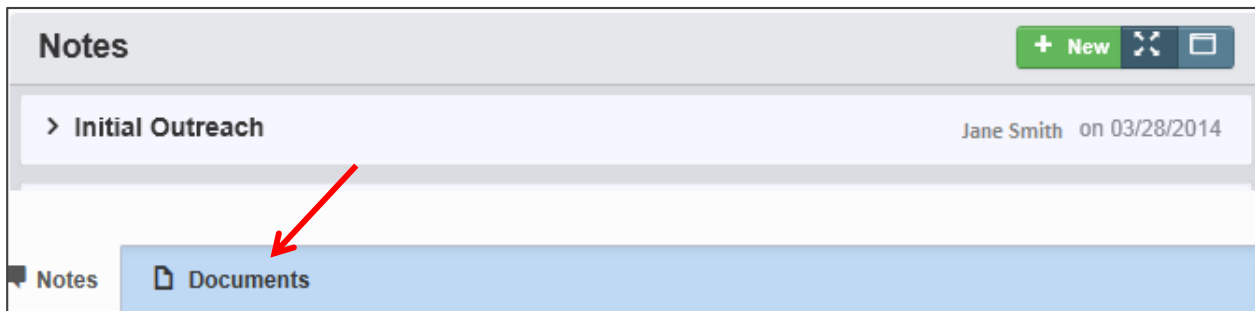 Notes
+ New
> Initial Outreach Jane Smith on 03/28/2014
Notes Documents